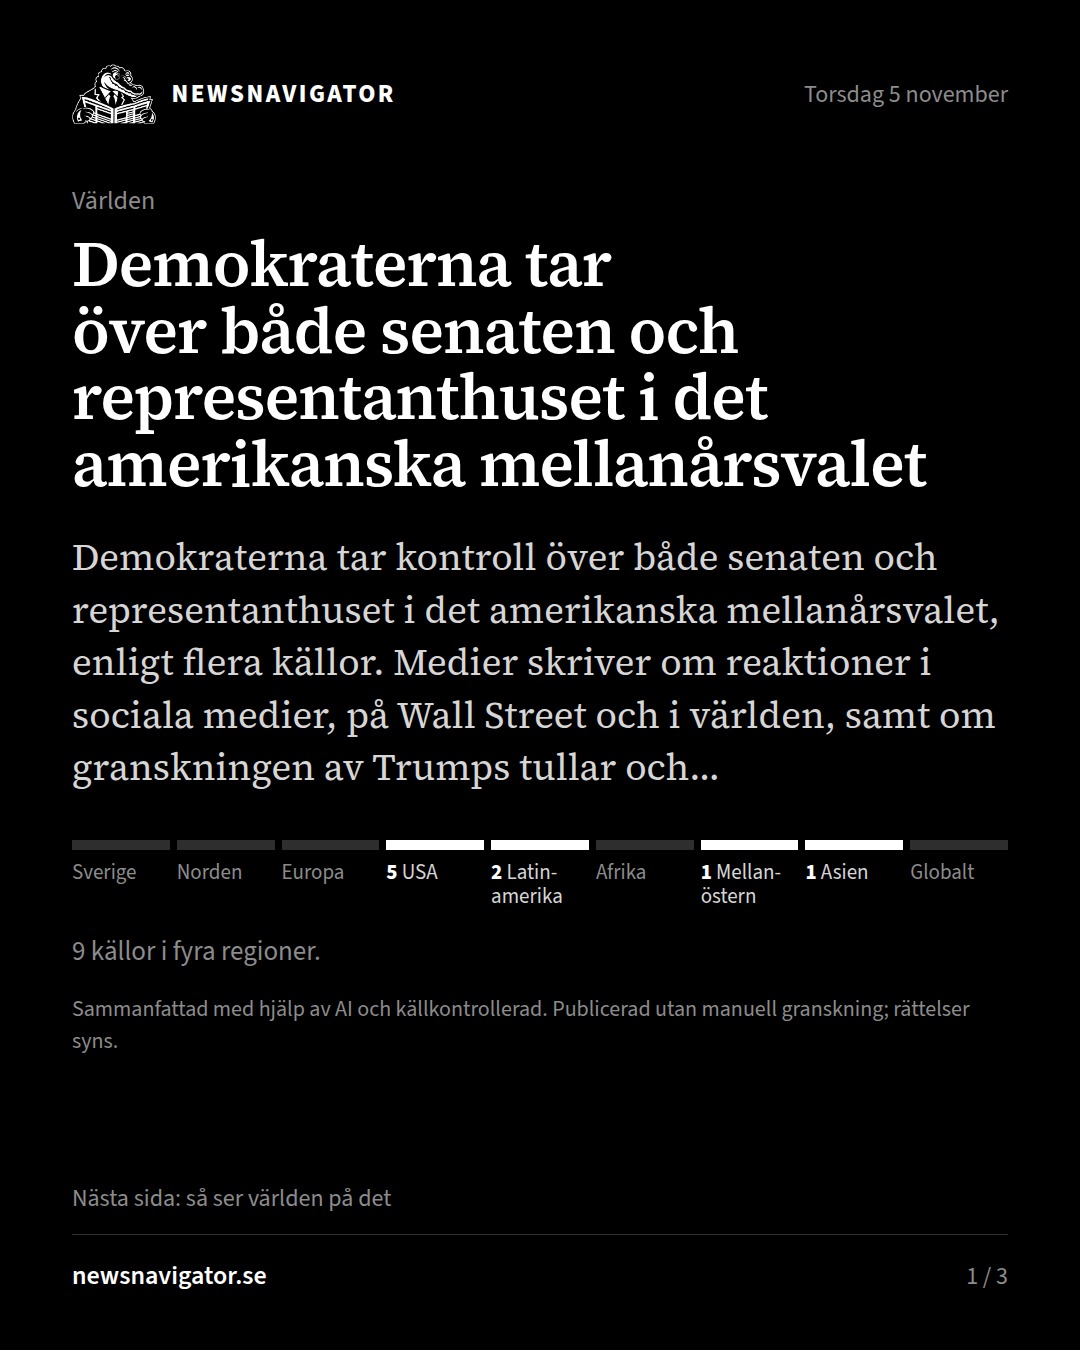 NEWSNAVIGATOR
Torsdag 5 november
Världen
Demokraterna tar
över både senaten och
representanthuset i det
amerikanska mellanårsvalet
Demokraterna tar kontroll över både senaten och
representanthuset i det amerikanska mellanårsvalet,
enligt flera källor. Medier skriver om reaktioner i
sociala medier, på Wall Street och i världen, samt om
granskningen av Trumps tullar och...
Sverige
Norden
Europa
5 USA
2 Latin-
amerika
Afrika
1 Mellan-
östern
1 Asien
Globalt
9 källor i fyra regioner.
Sammanfattad med hjälp av AI och källkontrollerad. Publicerad utan manuell granskning; rättelser
syns.
Nästa sida: så ser världen på det
newsnavigator.se
1 / 3